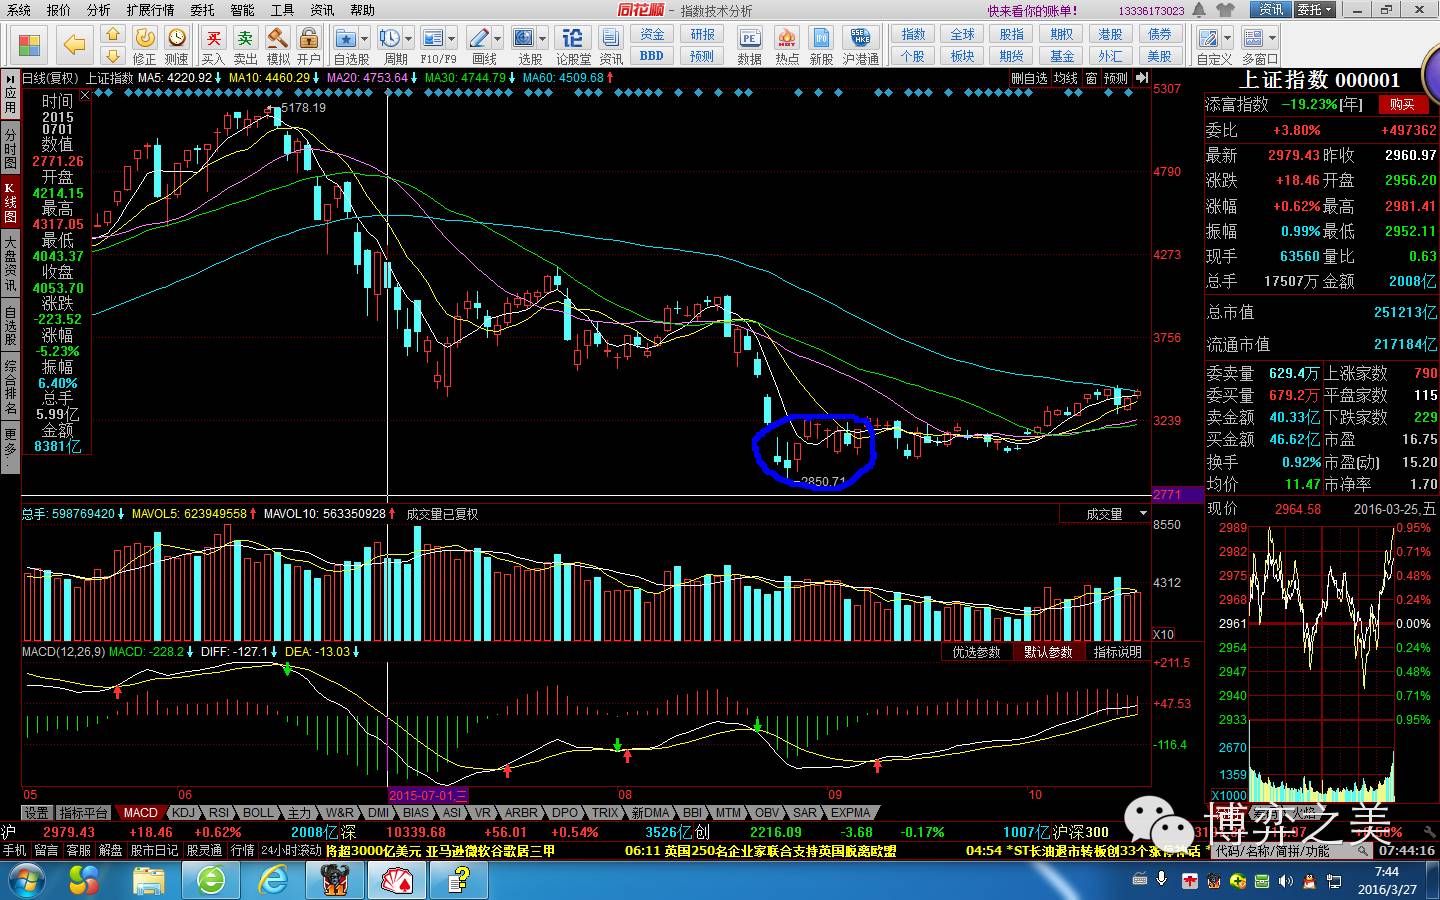 系统 报价 分析 扩展行情 委托 智能 工具 资讯 帮助 同花顺 - 指数技术分析 快来看你的账单! 13336173023 资讯 委托
修正 测速 买入 卖出 模拟 开户 自选股 周期 F10/F9 画线 选股 论股堂 资讯 资金 研报 BBD 预测 热点 新股 沪港通 指数 全球 股指 期权 港股 债券 个股 板块 期货 基金 外汇 美股 自定义 多窗口
日线(复权) 上证指数 MA5: 4220.92 MA10: 4460.29 MA20: 4753.64 MA30: 4744.79 MA60: 4509.68 删自选 均线 窗 预测
应用
分时图
K线图
大盘资讯
自选股
综合排名
更多
时间
2015
0701
数值
2771.26
开盘
4214.15
最高
4317.05
最低
4043.37
收盘
4053.70
涨跌
-223.52
涨幅
-5.23%
振幅
6.40%
总手
5.99亿
金额
8381亿
5178.19
2850.71
5307
4790
4273
3756
3239
2771
总手: 598769420 MAVOL5: 623949558 MAVOL10: 563350928 成交量已复权 成交量
8550
4312
X10
MACD(12,26,9) MACD: -228.2 DIFF: -127.1 DEA: -13.03 优选参数 默认参数 指标说明
+211.5
+47.53
-116.4
05 06 2015-07-01,三 08 09 10
设置 指标平台 MACD KDJ RSI BOLL 主力 W&R DMI BIAS ASI VR ARBR DPO TRIX 新DMA BBI MTM OBV SAR EXPMA
上证指数 000001
添富指数 -19.23%[年] 购买
委比 +3.80% +497362
最新 2979.43 昨收 2960.97
涨跌 +18.46 开盘 2956.20
涨幅 +0.62% 最高 2981.41
振幅 0.99% 最低 2952.11
现手 63560 量比 0.63
总手 17507万 金额 2008亿
总市值 251213亿
流通市值 217184亿
委卖量 629.4万 上涨家数 790
委买量 679.2万 平盘家数 115
卖金额 40.33亿 下跌家数 229
买金额 46.62亿 市盈 16.75
换手 0.92% 市盈(动) 15.20
均价 11.47 市净率 1.70
现价 2964.58 2016-03-25,五
2989 0.95%
2982 0.71%
2975 0.48%
2968 0.24%
2961 0.00%
2954 0.24%
2947 0.48%
2940 0.71%
2933 0.95%
2670
1359
X1000
博弈之美
沪 2979.43 +18.46 +0.62% 2008亿 深 10339.68 +56.01 +0.54% 3526亿 创 2216.09 -3.68 -0.17% 1007亿 沪深300
手机 留言 客服 解盘 股市日记 股灵通 行情 24小时滚动 将超3000亿美元 亚马逊微软谷歌居三甲 06:11 英国250名企业家联合支持英国脱离欧盟 04:54 *ST长油退市转板创33个涨停神话 代码/名称/简拼/功能 07:44:16
7:44
2016/3/27